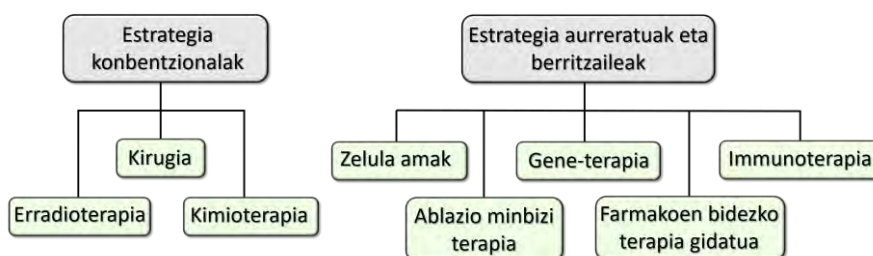 Estrategia
konbentzionalak
Kirugia
Erradioterapia
Kimioterapia
Estrategia aurreratuak eta
berritzaileak
Zelula amak
Gene-terapia
Immunoterapia
Ablazio minbizi
terapia
Farmakoen bidezko
terapia gidatua